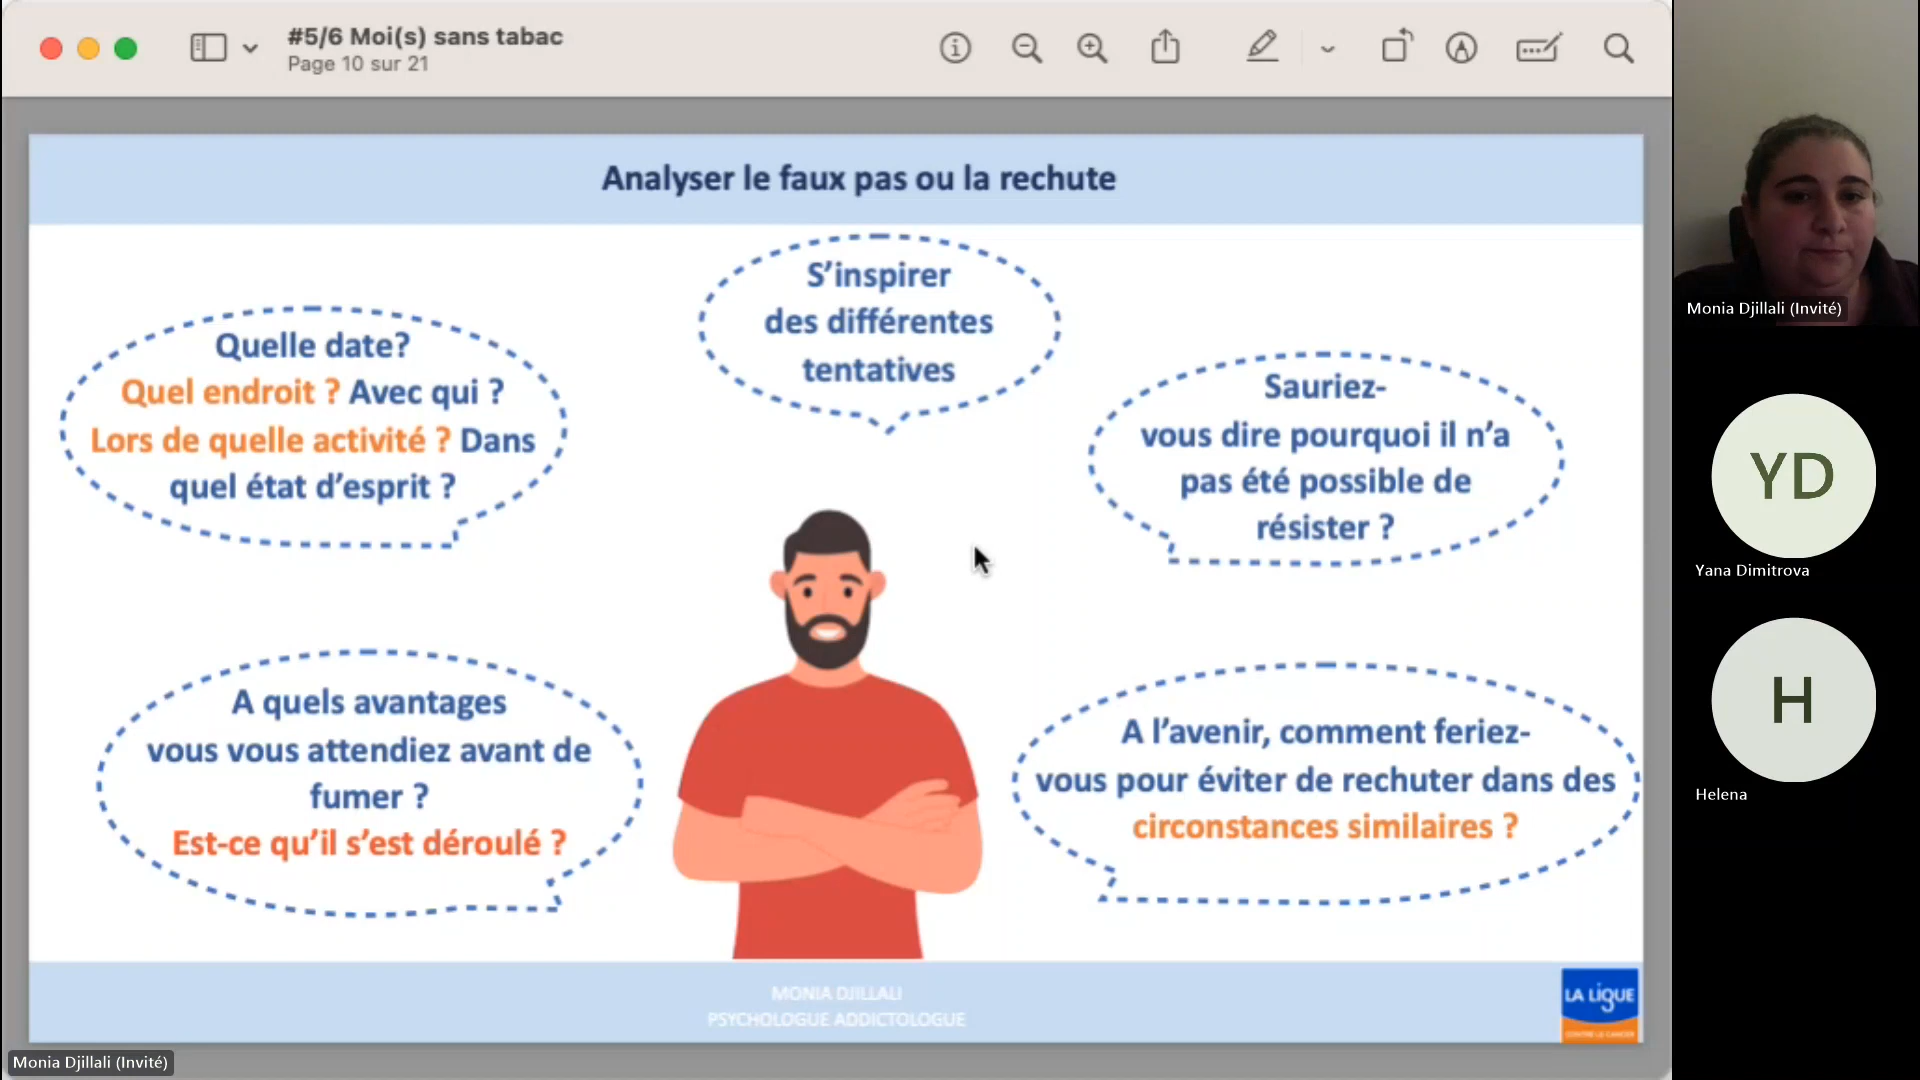 #5/6 Moi(s) sans tabac
Page 10 sur 21
Analyser le faux pas ou la rechute
S’inspirer
des différentes
tentatives
Quelle date?
Quel endroit ? Avec qui ?
Lors de quelle activité ? Dans
quel état d’esprit ?
Sauriez-
vous dire pourquoi il n’a
pas été possible de
résister ?
A quels avantages
vous vous attendiez avant de
fumer ?
Est-ce qu’il s’est déroulé ?
A l’avenir, comment feriez-
vous pour éviter de rechuter dans des
circonstances similaires ?
MONIA DJILLALI
PSYCHOLOGUE ADDICTOLOGUE
LA LIGUE
CONTRE LE CANCER
Monia Djillali (Invité)
Monia Djillali (Invité)
YD
Yana Dimitrova
H
Helena